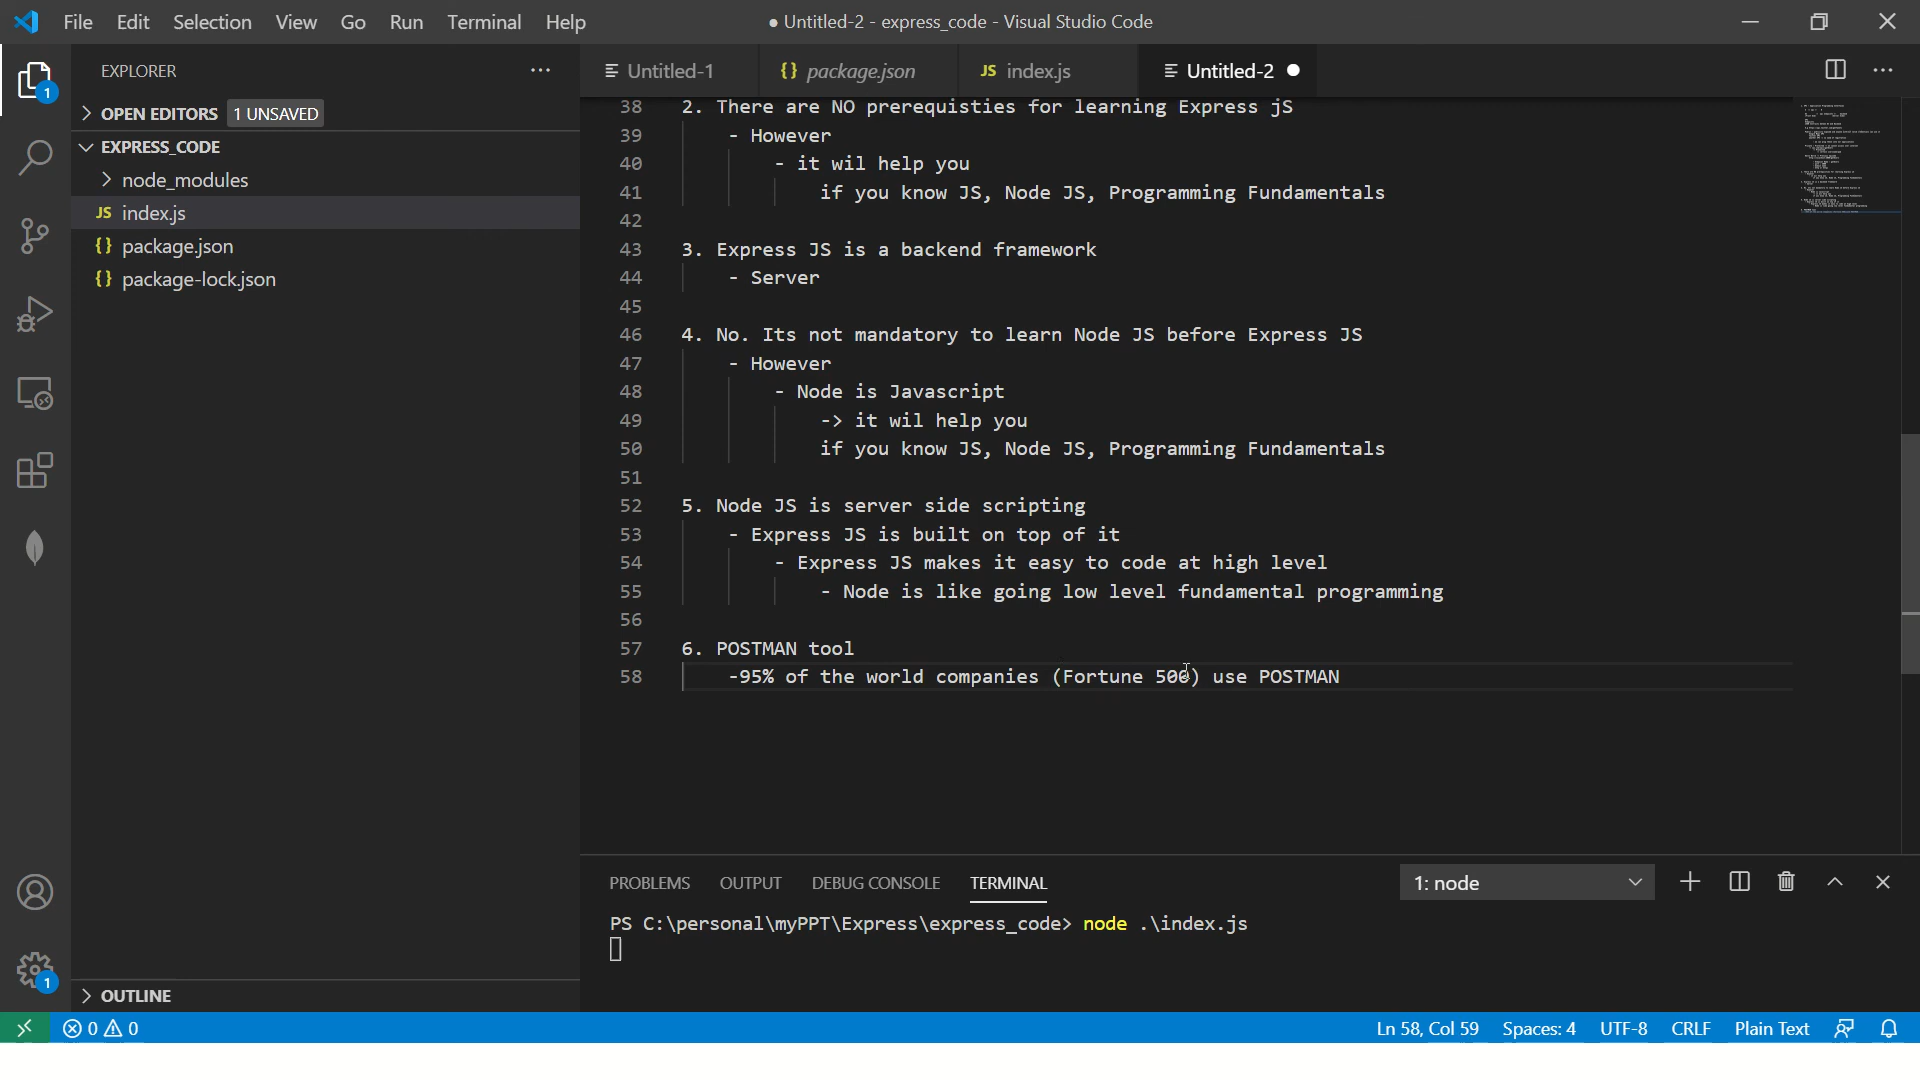 File Edit Selection View Go Run Terminal Help
● Untitled-2 - express_code - Visual Studio Code
EXPLORER
Untitled-1
{} package.json
JS index.js
Untitled-2 ●
OPEN EDITORS 1 UNSAVED
EXPRESS_CODE
node_modules
JS index.js
{} package.json
{} package-lock.json
OUTLINE
1
1
38 2. There are NO prerequisties for learning Express jS
39 - However
40 - it wil help you
41 if you know JS, Node JS, Programming Fundamentals
42
43 3. Express JS is a backend framework
44 - Server
45
46 4. No. Its not mandatory to learn Node JS before Express JS
47 - However
48 - Node is Javascript
49 -> it wil help you
50 if you know JS, Node JS, Programming Fundamentals
51
52 5. Node JS is server side scripting
53 - Express JS is built on top of it
54 - Express JS makes it easy to code at high level
55 - Node is like going low level fundamental programming
56
57 6. POSTMAN tool
58 -95% of the world companies (Fortune 500) use POSTMAN
PROBLEMS OUTPUT DEBUG CONSOLE TERMINAL
1: node
PS C:\personal\myPPT\Express\express_code> node .\index.js
0 0
Ln 58, Col 59 Spaces: 4 UTF-8 CRLF Plain Text